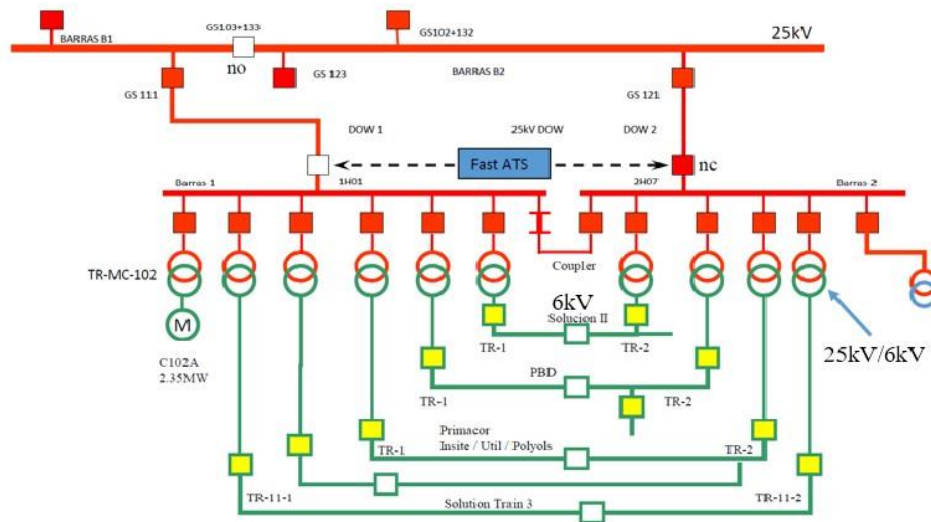 GS103+133
GS102+132
25kV
BARRAS B1
no
GS 123
BARRAS B2
GS 111
GS 121
DOW 1
25kV DOW
DOW 2
Fast ATS
nc
Barras 1
1H01
2H07
Barras 2
Coupler
TR-MC-102
6kV
Solucion II
M
TR-1
TR-2
25kV/6kV
C102A
2.35MW
PBID
TR-1
TR-2
Primacor
Insite / Util / Polyols
TR-1
TR-2
TR-11-1
Solution Train 3
TR-11-2